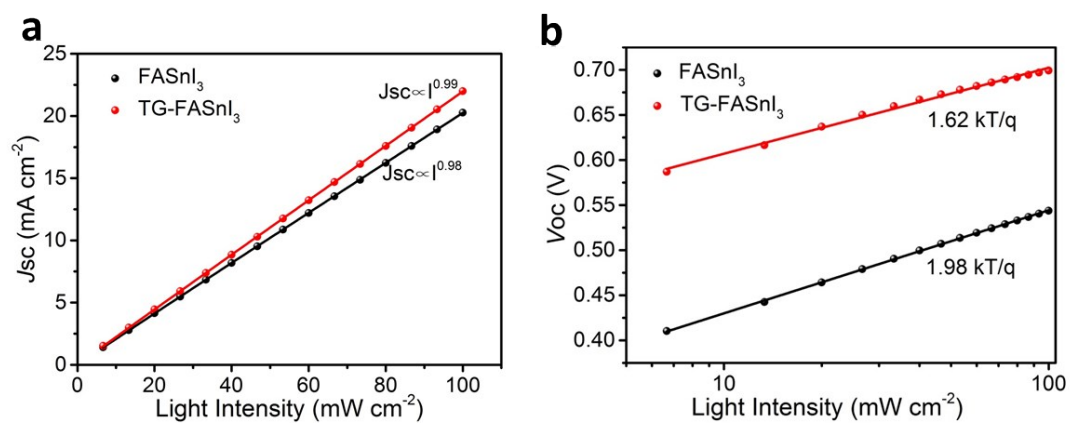 a
25
20
15
10
5
0
Jsc (mA cm⁻²)
FASnI₃
TG-FASnI₃
Jsc∝I⁰·⁹⁹
Jsc∝I⁰·⁹⁸
0 20 40 60 80 100
Light Intensity (mW cm⁻²)
b
0.70
0.65
0.60
0.55
0.50
0.45
0.40
Voc (V)
FASnI₃
TG-FASnI₃
1.62 kT/q
1.98 kT/q
10 100
Light Intensity (mW cm⁻²)